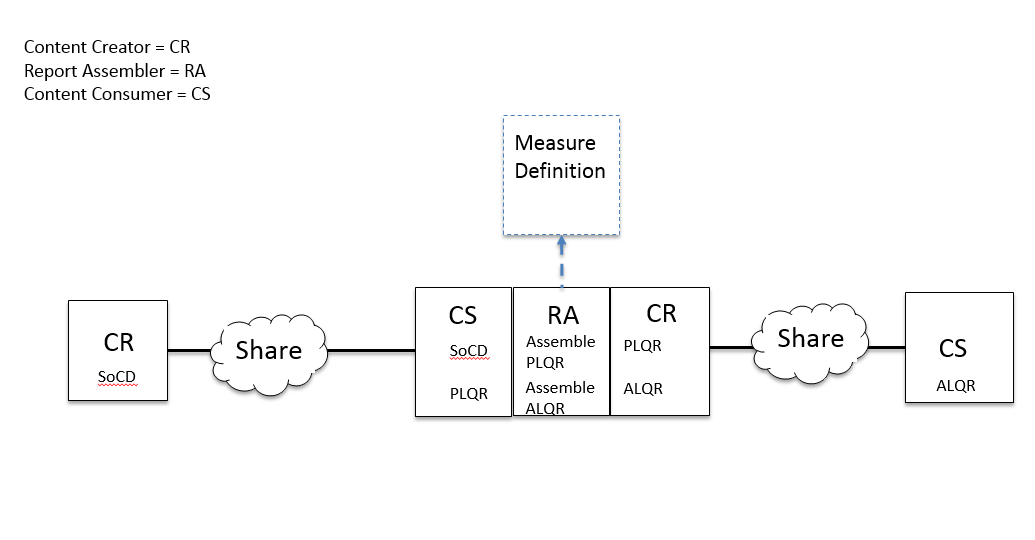 Content Creator = CR
Report Assembler = RA
Content Consumer = CS
Measure
Definition
CR
SoCD
Share
CS
SoCD
PLQR
RA
Assemble
PLQR
Assemble
ALQR
CR
PLQR
ALQR
Share
CS
ALQR